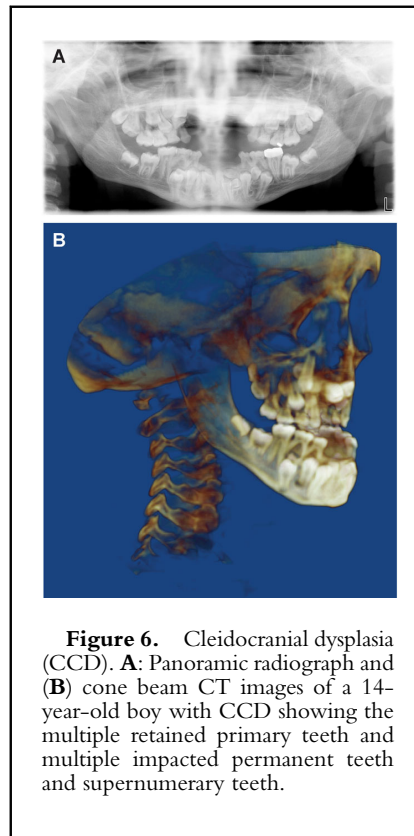 A
L
B
Figure 6. Cleidocranial dysplasia
(CCD). A: Panoramic radiograph and
(B) cone beam CT images of a 14-
year-old boy with CCD showing the
multiple retained primary teeth and
multiple impacted permanent teeth
and supernumerary teeth.